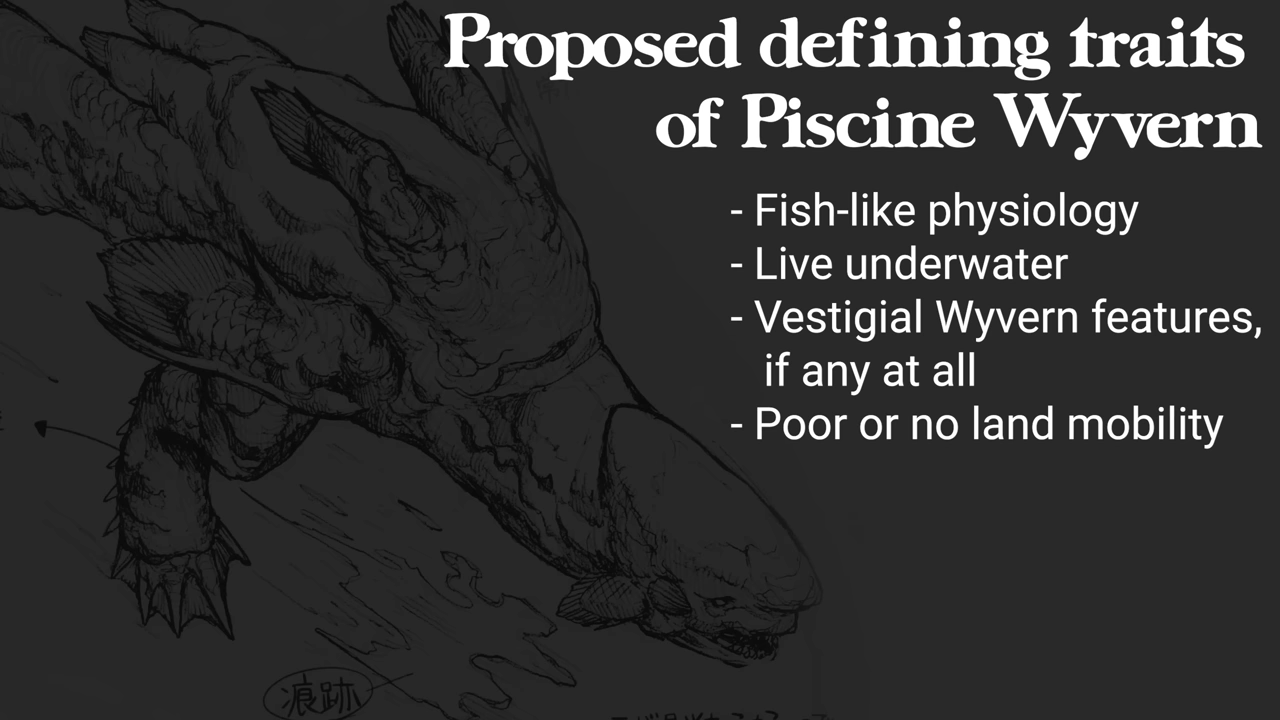 Proposed defining traits
of Piscine Wyvern
- Fish-like physiology
- Live underwater
- Vestigial Wyvern features,
if any at all
- Poor or no land mobility
痕跡